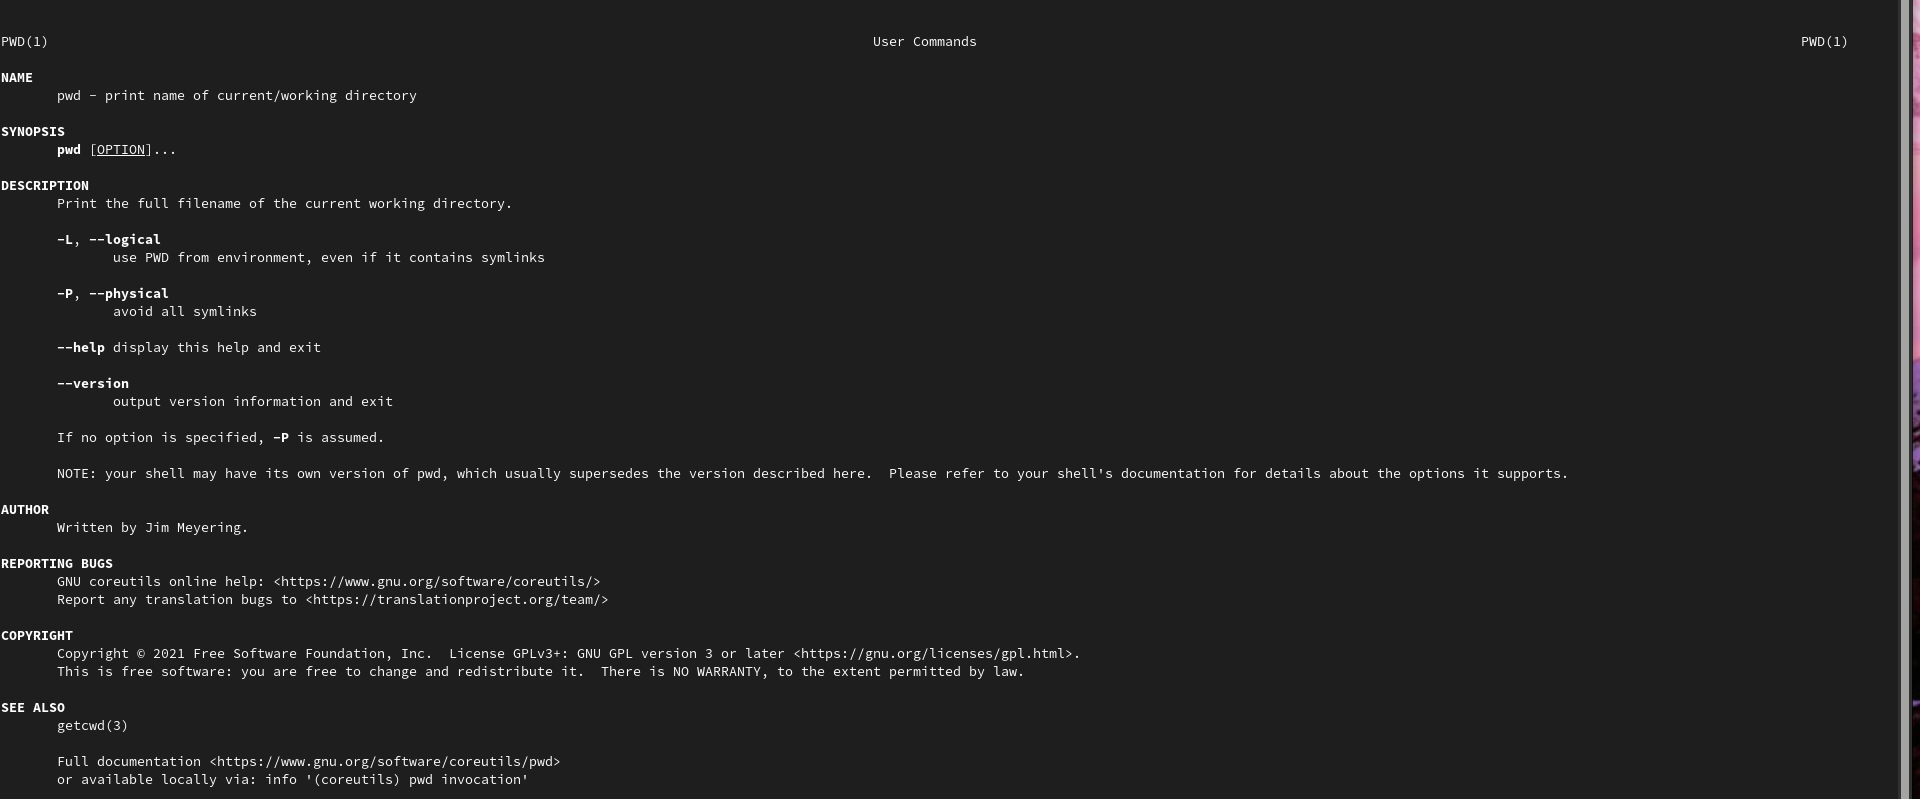 PWD(1) User Commands PWD(1)
NAME
pwd - print name of current/working directory
SYNOPSIS
pwd [OPTION]...
DESCRIPTION
Print the full filename of the current working directory.
-L, --logical
use PWD from environment, even if it contains symlinks
-P, --physical
avoid all symlinks
--help display this help and exit
--version
output version information and exit
If no option is specified, -P is assumed.
NOTE: your shell may have its own version of pwd, which usually supersedes the version described here.  Please refer to your shell's documentation for details about the options it supports.
AUTHOR
Written by Jim Meyering.
REPORTING BUGS
GNU coreutils online help: <https://www.gnu.org/software/coreutils/>
Report any translation bugs to <https://translationproject.org/team/>
COPYRIGHT
Copyright © 2021 Free Software Foundation, Inc.  License GPLv3+: GNU GPL version 3 or later <https://gnu.org/licenses/gpl.html>.
This is free software: you are free to change and redistribute it.  There is NO WARRANTY, to the extent permitted by law.
SEE ALSO
getcwd(3)
Full documentation <https://www.gnu.org/software/coreutils/pwd>
or available locally via: info '(coreutils) pwd invocation'